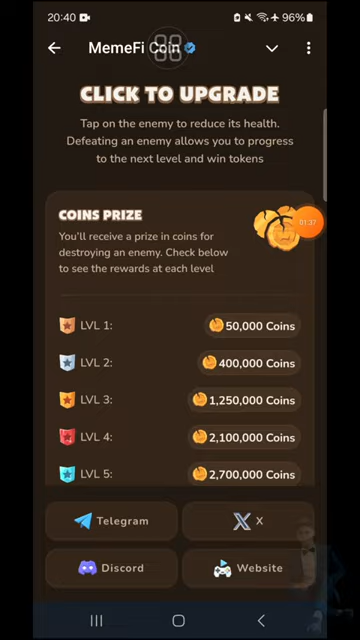 20:40
96%
MemeFi Coin
CLICK TO UPGRADE
Tap on the enemy to reduce its health.
Defeating an enemy allows you to progress
to the next level and win tokens
COINS PRIZE
01:37
You'll receive a prize in coins for
destroying an enemy. Check below
to see the rewards at each level
LVL 1: 50,000 Coins
LVL 2: 400,000 Coins
LVL 3: 1,250,000 Coins
LVL 4: 2,100,000 Coins
LVL 5: 2,700,000 Coins
Telegram
X
Discord
Website